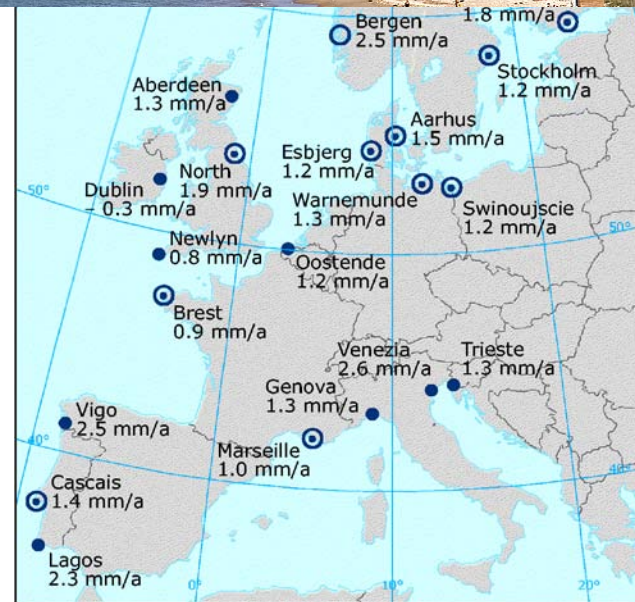 1.8 mm/a
Bergen
2.5 mm/a
Stockholm
1.2 mm/a
Aberdeen
1.3 mm/a
Aarhus
1.5 mm/a
Esbjerg
1.2 mm/a
North
1.9 mm/a
Dublin
– 0.3 mm/a
Warnemunde
1.3 mm/a
Swinoujscie
1.2 mm/a
50°
50°
Newlyn
0.8 mm/a
Oostende
1.2 mm/a
Brest
0.9 mm/a
Venezia
2.6 mm/a
Trieste
1.3 mm/a
Genova
1.3 mm/a
Vigo
2.5 mm/a
Marseille
1.0 mm/a
40°
40°
Cascais
1.4 mm/a
Lagos
2.3 mm/a
0°
10°
20°